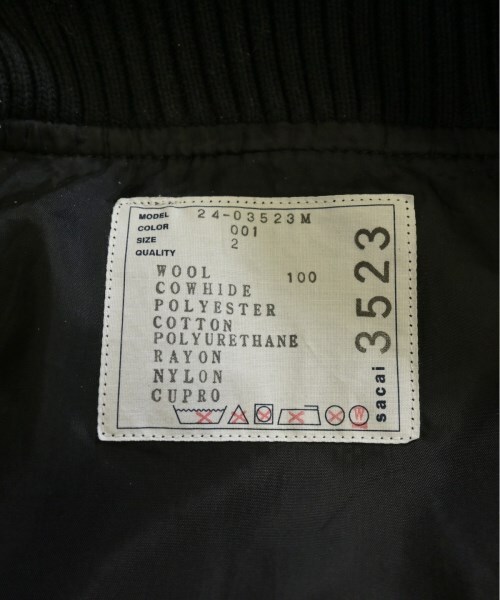 MODEL 24-03523M
COLOR 001
SIZE 2
QUALITY
WOOL 100
COWHIDE
POLYESTER
COTTON
POLYURETHANE
RAYON
NYLON
CUPRO
W
sacai 3523